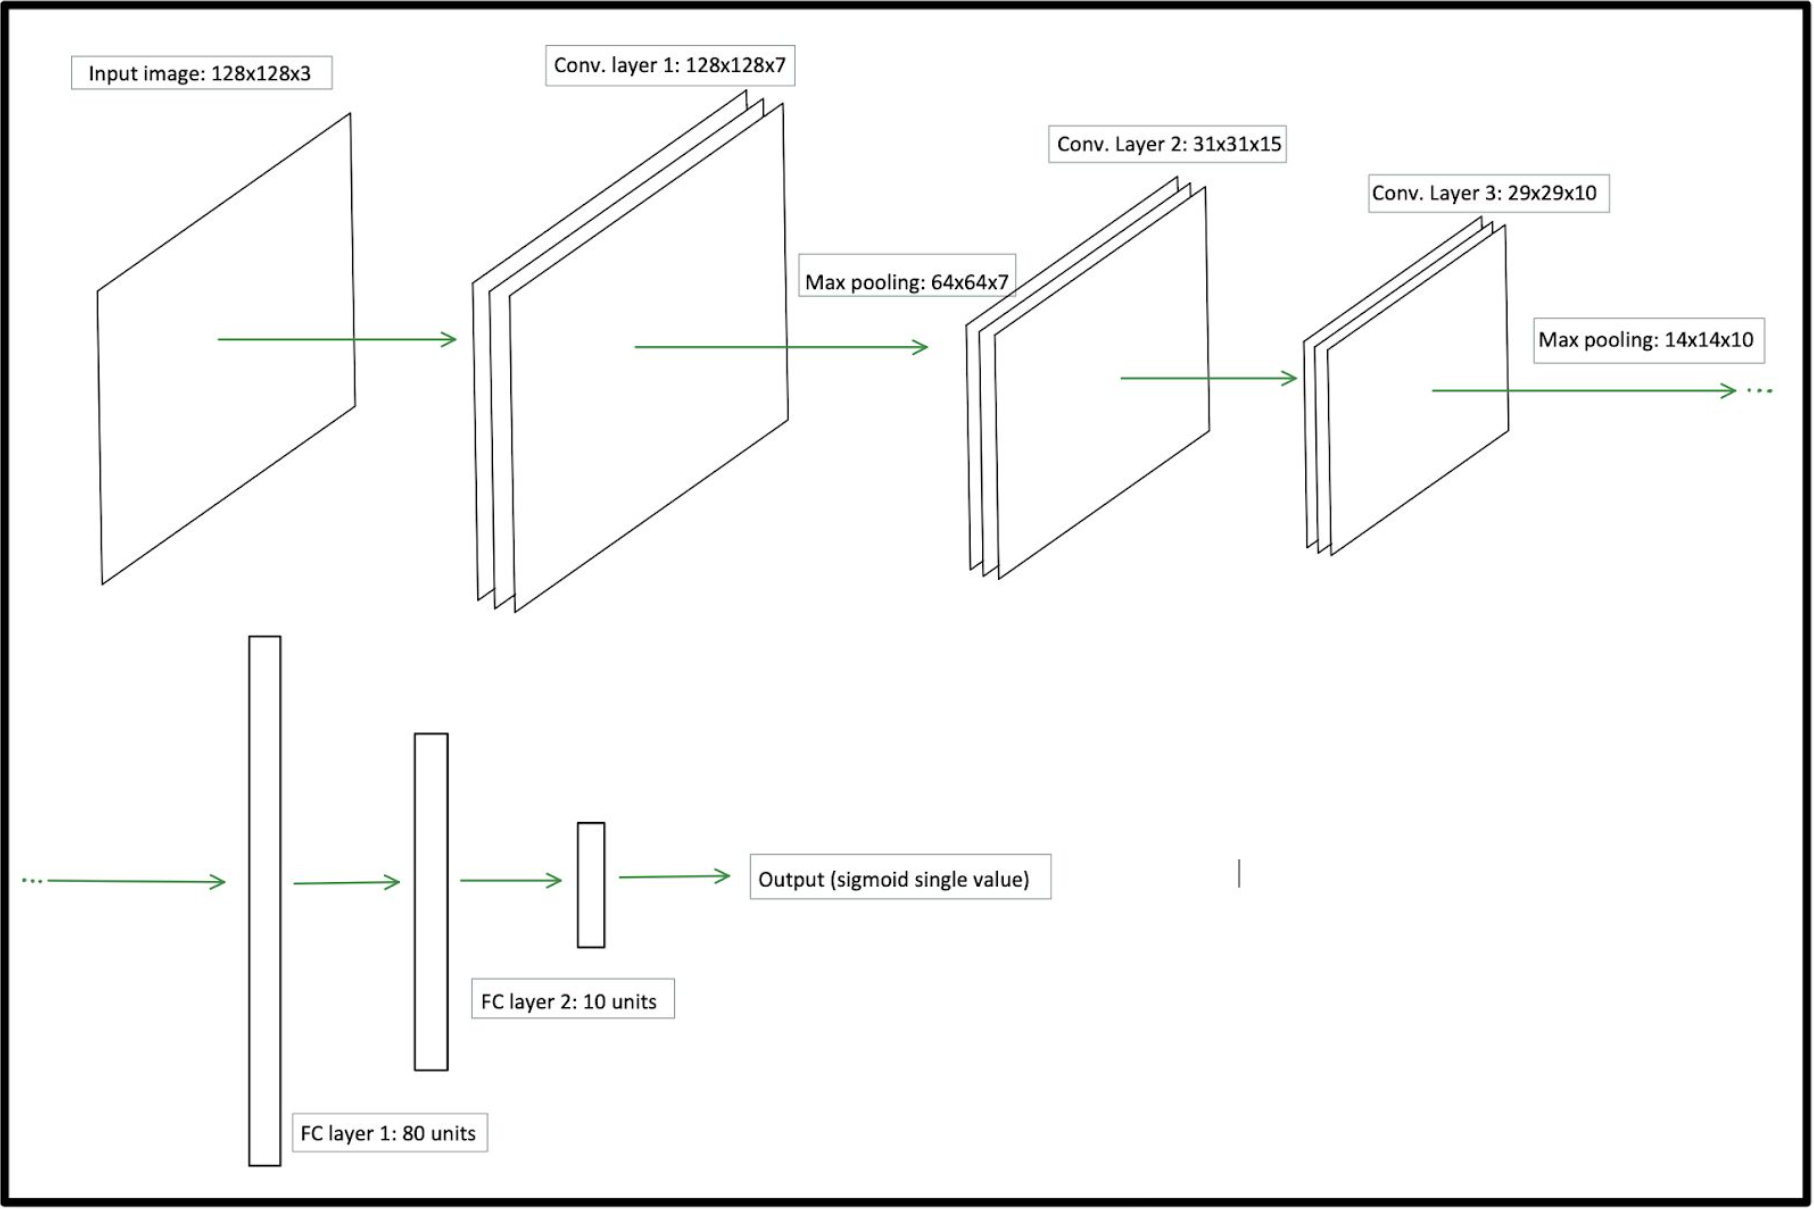 Input image: 128x128x3
Conv. layer 1: 128x128x7
Max pooling: 64x64x7
Conv. Layer 2: 31x31x15
Conv. Layer 3: 29x29x10
Max pooling: 14x14x10
...
...
FC layer 1: 80 units
FC layer 2: 10 units
Output (sigmoid single value)